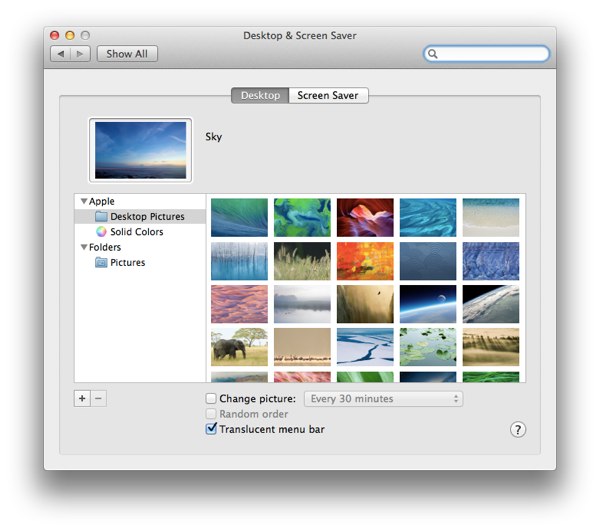 Desktop & Screen Saver
Show All
Desktop Screen Saver
Sky
Apple
Desktop Pictures
Solid Colors
Folders
Pictures
+ −
Change picture: Every 30 minutes
Random order
Translucent menu bar
?